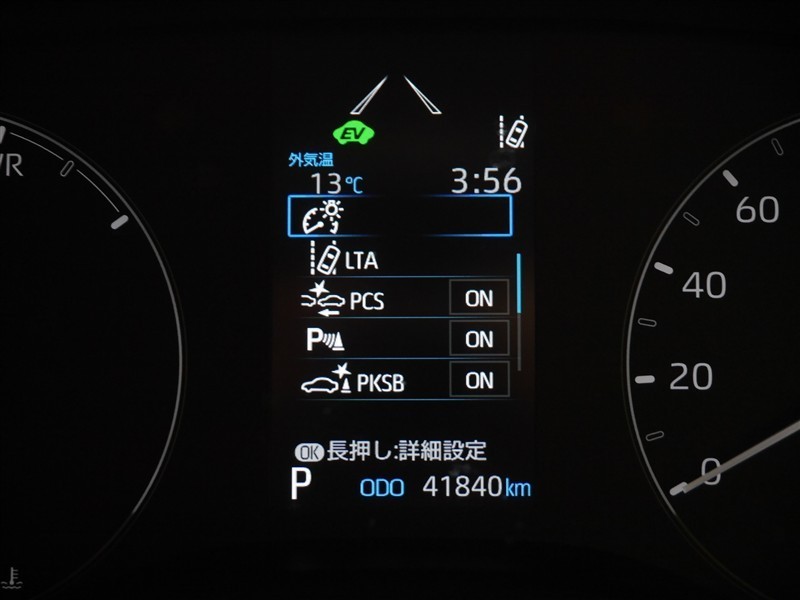 EV
外気温
13℃ 3:56
LTA
PCS ON
P ON
PKSB ON
OK 長押し:詳細設定
P ODO 41840km
60
40
20
0